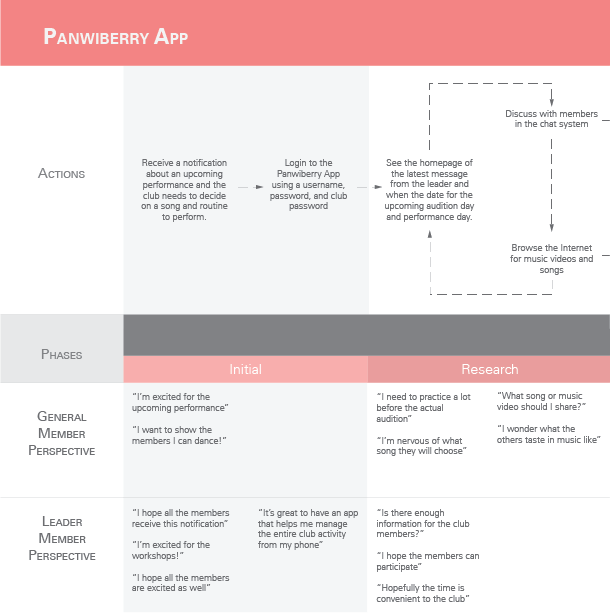 PANWIBERRY APP
ACTIONS
Receive a notification
about an upcoming
performance and the
club needs to decide
on a song and routine
to perform.
Login to the
Panwiberry App
using a username,
password, and club
password
See the homepage of
the latest message
from the leader and
when the date for the
upcoming audition day
and performance day.
Discuss with members
in the chat system
Browse the Internet
for music videos and
songs
PHASES
Initial
Research
GENERAL
MEMBER
PERSPECTIVE
“I’m excited for the
upcoming performance”
“I want to show the
members I can dance!”
“I need to practice a lot
before the actual
audition”
“I’m nervous of what
song they will choose”
“What song or music
video should I share?”
“I wonder what the
others taste in music like”
LEADER
MEMBER
PERSPECTIVE
“I hope all the members
receive this notification”
“I’m excited for the
workshops!”
“I hope all the members
are excited as well”
“It’s great to have an app
that helps me manage
the entire club activity
from my phone”
“Is there enough
information for the club
members?”
“I hope the members can
participate”
“Hopefully the time is
convenient to the club”